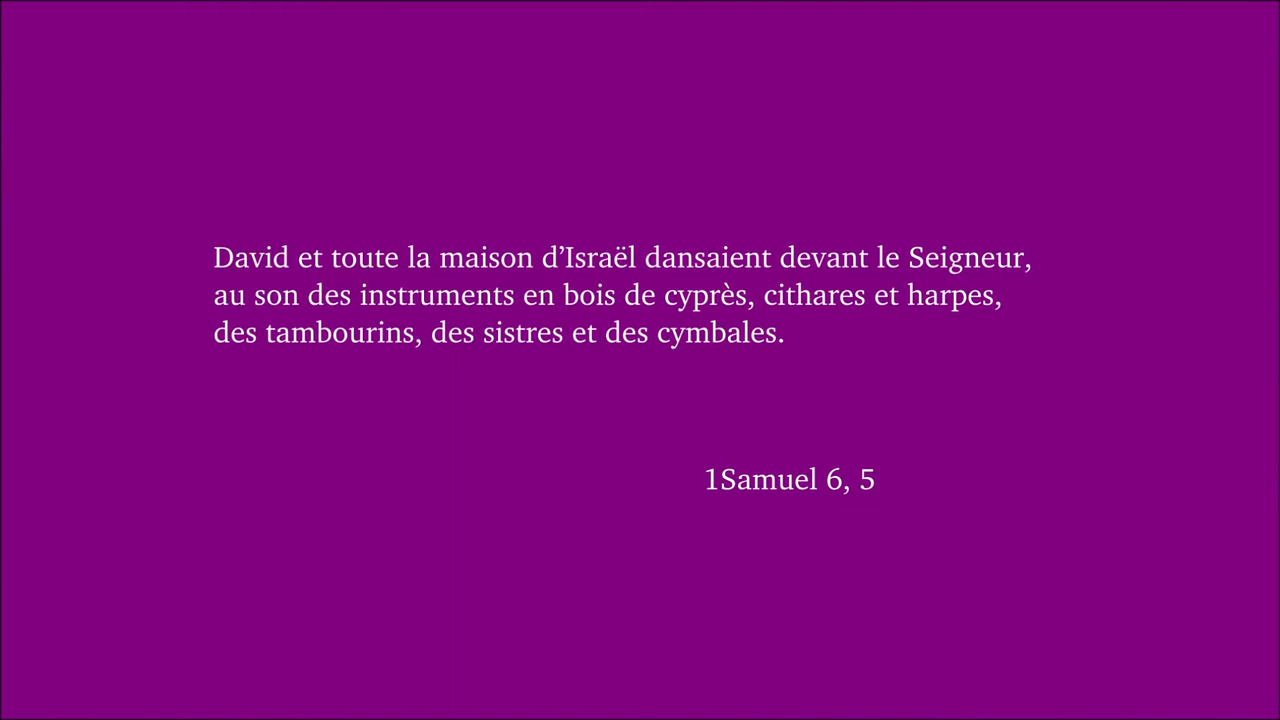 David et toute la maison d’Israël dansaient devant le Seigneur,
au son des instruments en bois de cyprès, cithares et harpes,
des tambourins, des sistres et des cymbales.
1Samuel 6, 5